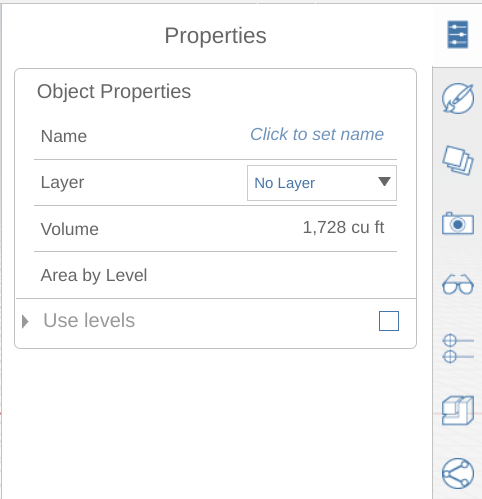 Properties
Object Properties
Name Click to set name
Layer No Layer
Volume 1,728 cu ft
Area by Level
Use levels